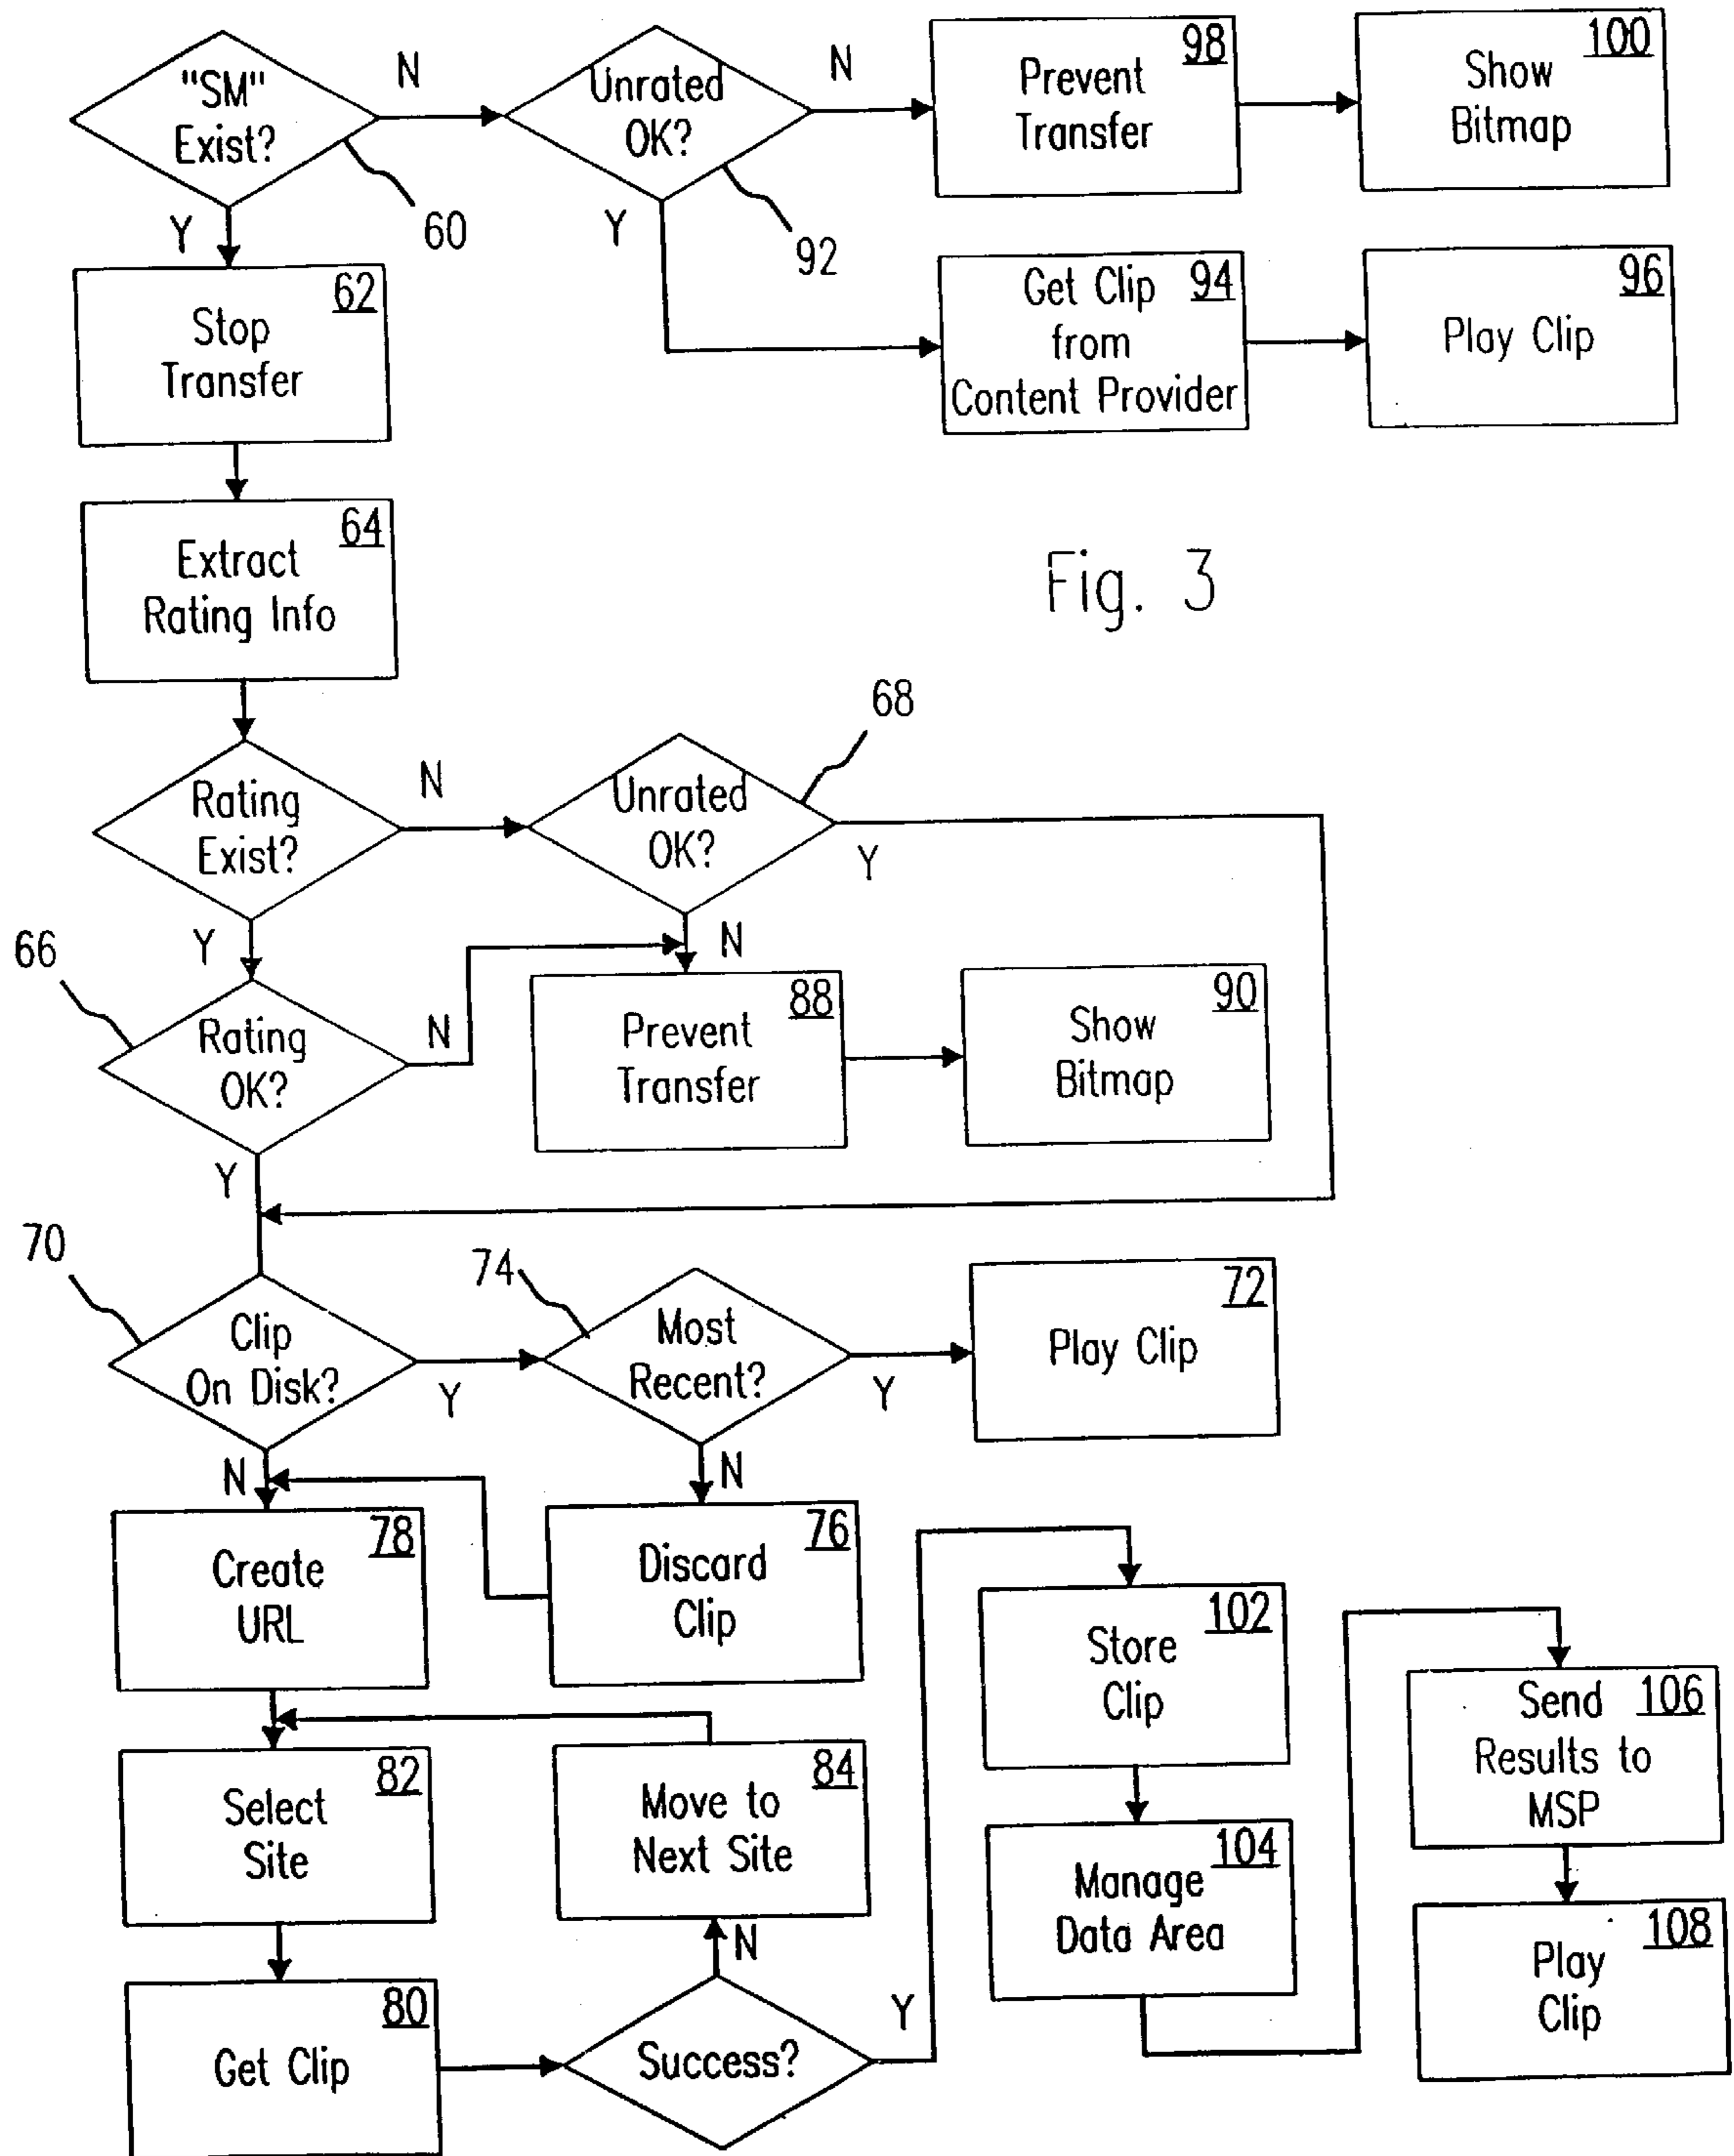 "SM"
Exist?
N
Unrated
OK?
N
98
Prevent
Transfer
100
Show
Bitmap
Y
60
Y
92
62
Stop
Transfer
Get Clip 94
from
Content Provider
96
Play Clip
64
Extract
Rating Info
Fig. 3
68
Rating
Exist?
N
Unrated
OK?
Y
66
Y
N
Rating
OK?
N
88
Prevent
Transfer
90
Show
Bitmap
Y
70
74
Clip
On Disk?
Y
Most
Recent?
Y
72
Play Clip
N
N
78
Create
URL
76
Discard
Clip
102
Store
Clip
Send 106
Results to
MSP
82
Select
Site
84
Move to
Next Site
104
Manage
Data Area
N
80
Get Clip
Success?
Y
108
Play
Clip